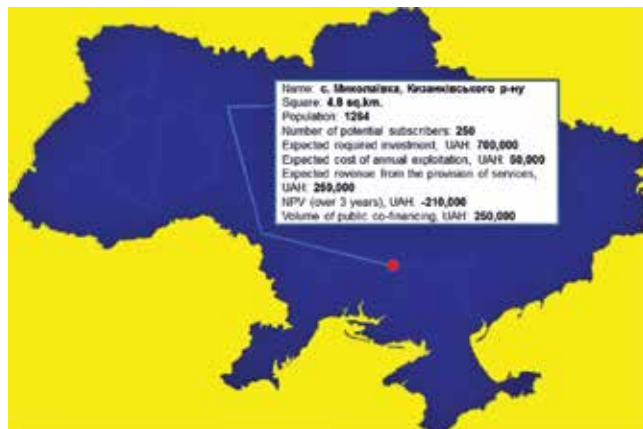 Name: с. Миколаївка, Кизанківського р-ну
Square: 4.8 sq.km.
Population: 1264
Number of potential subscribers: 250
Expected required investment, UAH: 700,000
Expected cost of annual exploitation, UAH: 50,000
Expected revenue from the provision of services,
UAH: 250,000
NPV (over 3 years), UAH: -210,000
Volume of public co-financing, UAH: 250,000